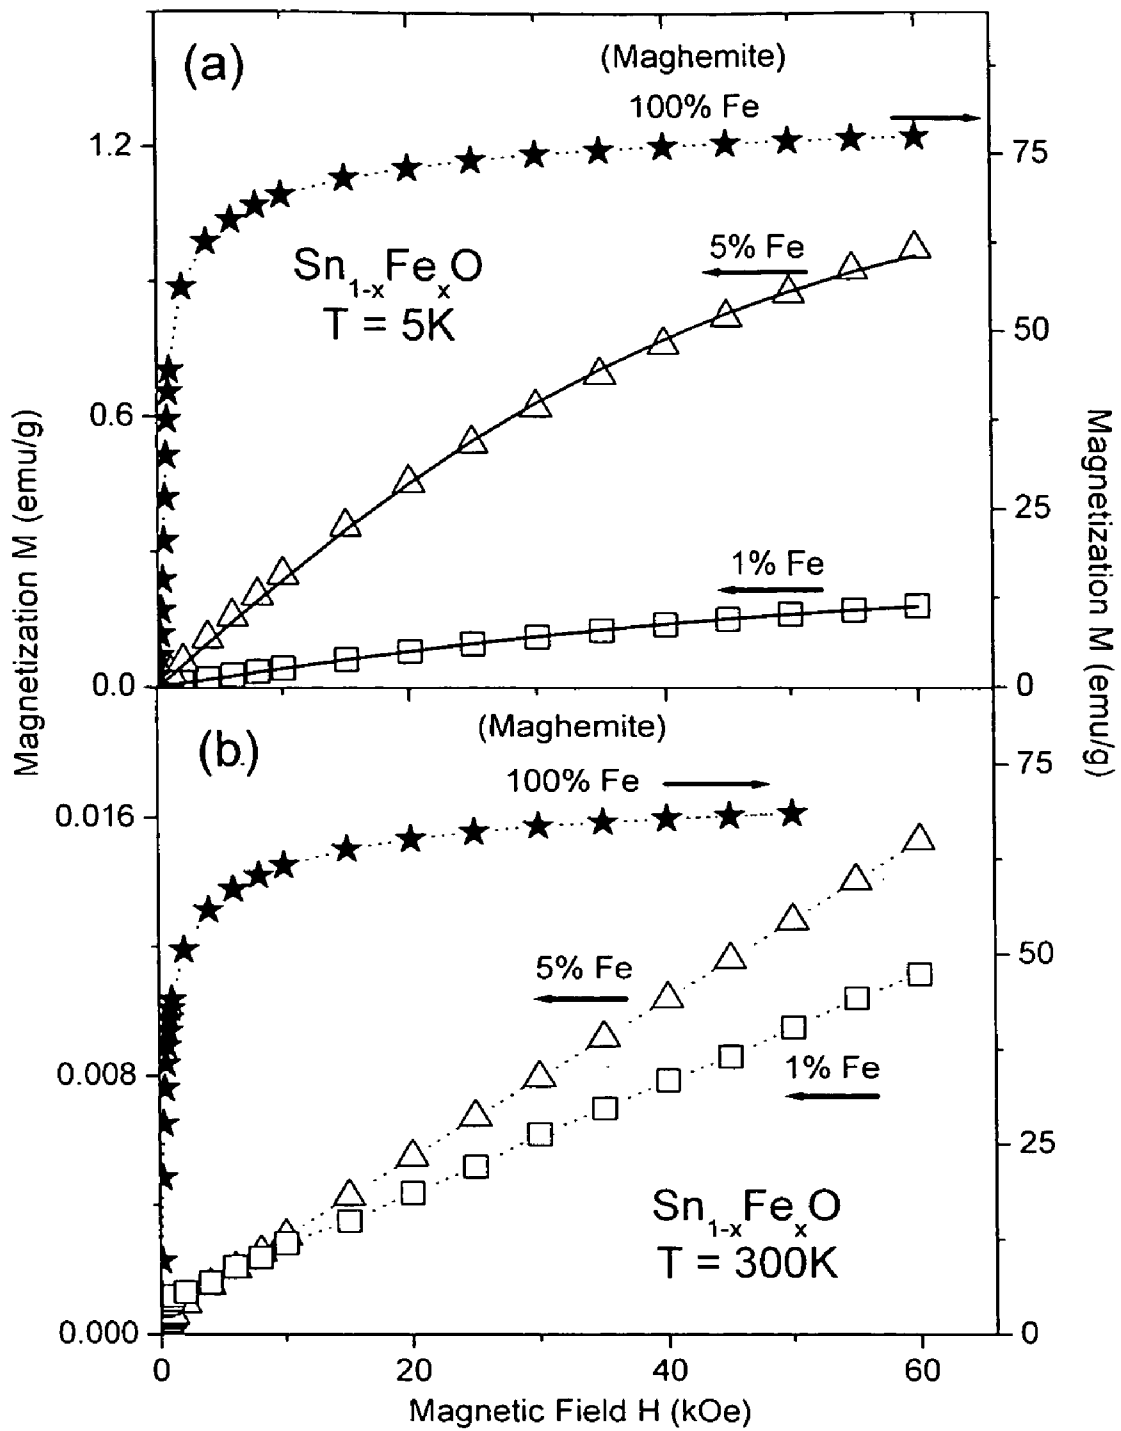 (a)
(Maghemite)
100% Fe
1.2
75
5% Fe
Sn1-xFexO
T = 5K
50
0.6
25
1% Fe
0.0
0
Magnetization M (emu/g)
Magnetization M (emu/g)
(b)
(Maghemite)
100% Fe
75
0.016
5% Fe
50
0.008
1% Fe
25
Sn1-xFexO
T = 300K
0.000
0
0 20 40 60
Magnetic Field H (kOe)